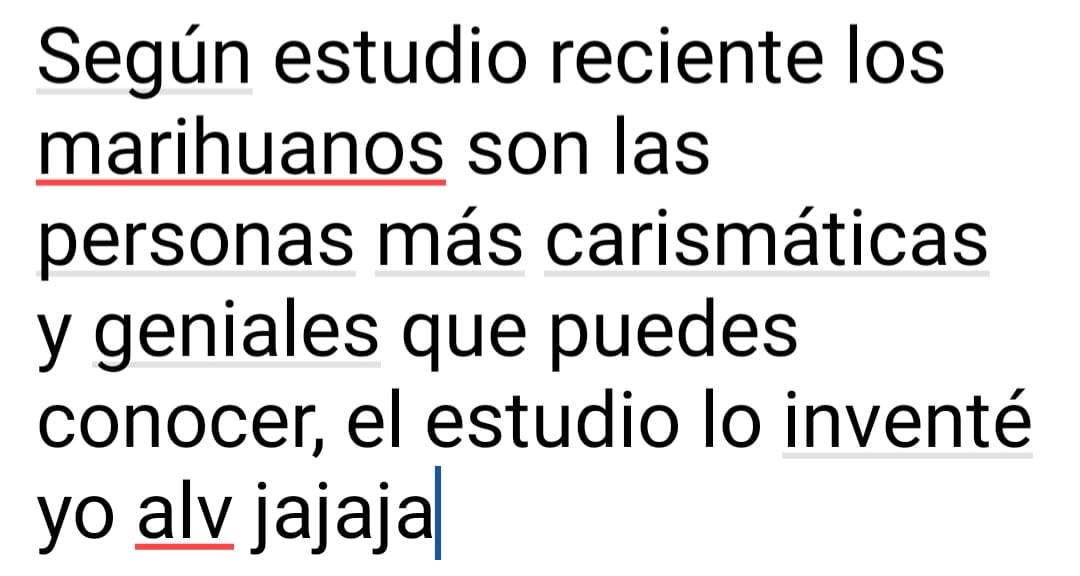 Según estudio reciente los
marihuanos son las
personas más carismáticas
y geniales que puedes
conocer, el estudio lo inventé
yo alv jajaja